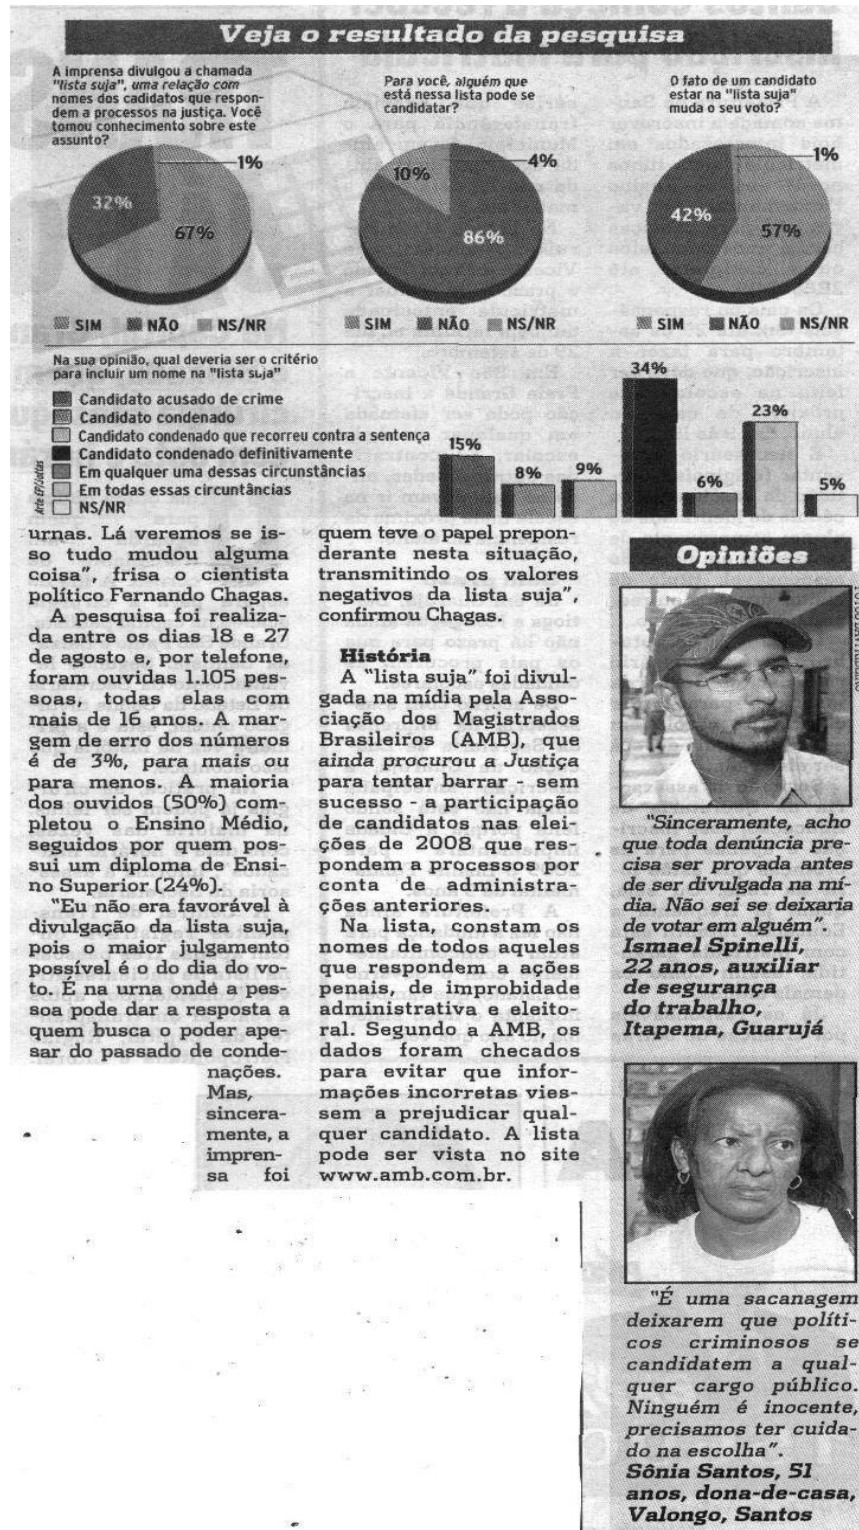 Veja o resultado da pesquisa
A imprensa divulgou a chamada
"lista suja", uma relação com
nomes dos cadidatos que respon-
dem a processos na justiça. Você
tomou conhecimento sobre este
assunto?
1%
32%
67%
SIM NÃO NS/NR
Para você, alguém que
está nessa lista pode se
candidatar?
4%
10%
86%
SIM NÃO NS/NR
O fato de um candidato
estar na "lista suja"
muda o seu voto?
1%
42%
57%
SIM NÃO NS/NR
Na sua opinião, qual deveria ser o critério
para incluir um nome na "lista suja"
Candidato acusado de crime
Candidato condenado
Candidato condenado que recorreu contra a sentença
Candidato condenado definitivamente
Em qualquer uma dessas circunstâncias
Em todas essas circuntâncias
NS/NR
15%
8%
9%
34%
6%
23%
5%
urnas. Lá veremos se is-
so tudo mudou alguma
coisa", frisa o cientista
político Fernando Chagas.
A pesquisa foi realiza-
da entre os dias 18 e 27
de agosto e, por telefone,
foram ouvidas 1.105 pes-
soas, todas elas com
mais de 16 anos. A mar-
gem de erro dos números
é de 3%, para mais ou
para menos. A maioria
dos ouvidos (50%) com-
pletou o Ensino Médio,
seguidos por quem pos-
sui um diploma de Ensi-
no Superior (24%).
"Eu não era favorável à
divulgação da lista suja,
pois o maior julgamento
possível é o do dia do vo-
to. É na urna onde a pes-
soa pode dar a resposta a
quem busca o poder ape-
sar do passado de conde-
nações.
Mas,
sincera-
mente, a
impren-
sa foi
quem teve o papel prepon-
derante nesta situação,
transmitindo os valores
negativos da lista suja",
confirmou Chagas.
História
A "lista suja" foi divul-
gada na mídia pela Asso-
ciação dos Magistrados
Brasileiros (AMB), que
ainda procurou a Justiça
para tentar barrar - sem
sucesso - a participação
de candidatos nas elei-
ções de 2008 que res-
pondem a processos por
conta de administra-
ções anteriores.
Na lista, constam os
nomes de todos aqueles
que respondem a ações
penais, de improbidade
administrativa e eleito-
ral. Segundo a AMB, os
dados foram checados
para evitar que infor-
mações incorretas vies-
sem a prejudicar qual-
quer candidato. A lista
pode ser vista no site
www.amb.com.br.
Opiniões
"Sinceramente, acho
que toda denúncia pre-
cisa ser provada antes
de ser divulgada na mí-
dia. Não sei se deixaria
de votar em alguém".
Ismael Spinelli,
22 anos, auxiliar
de segurança
do trabalho,
Itapema, Guarujá
"É uma sacanagem
deixarem que políti-
cos criminosos se
candidatem a qual-
quer cargo público.
Ninguém é inocente,
precisamos ter cuida-
do na escolha".
Sônia Santos, 51
anos, dona-de-casa,
Valongo, Santos